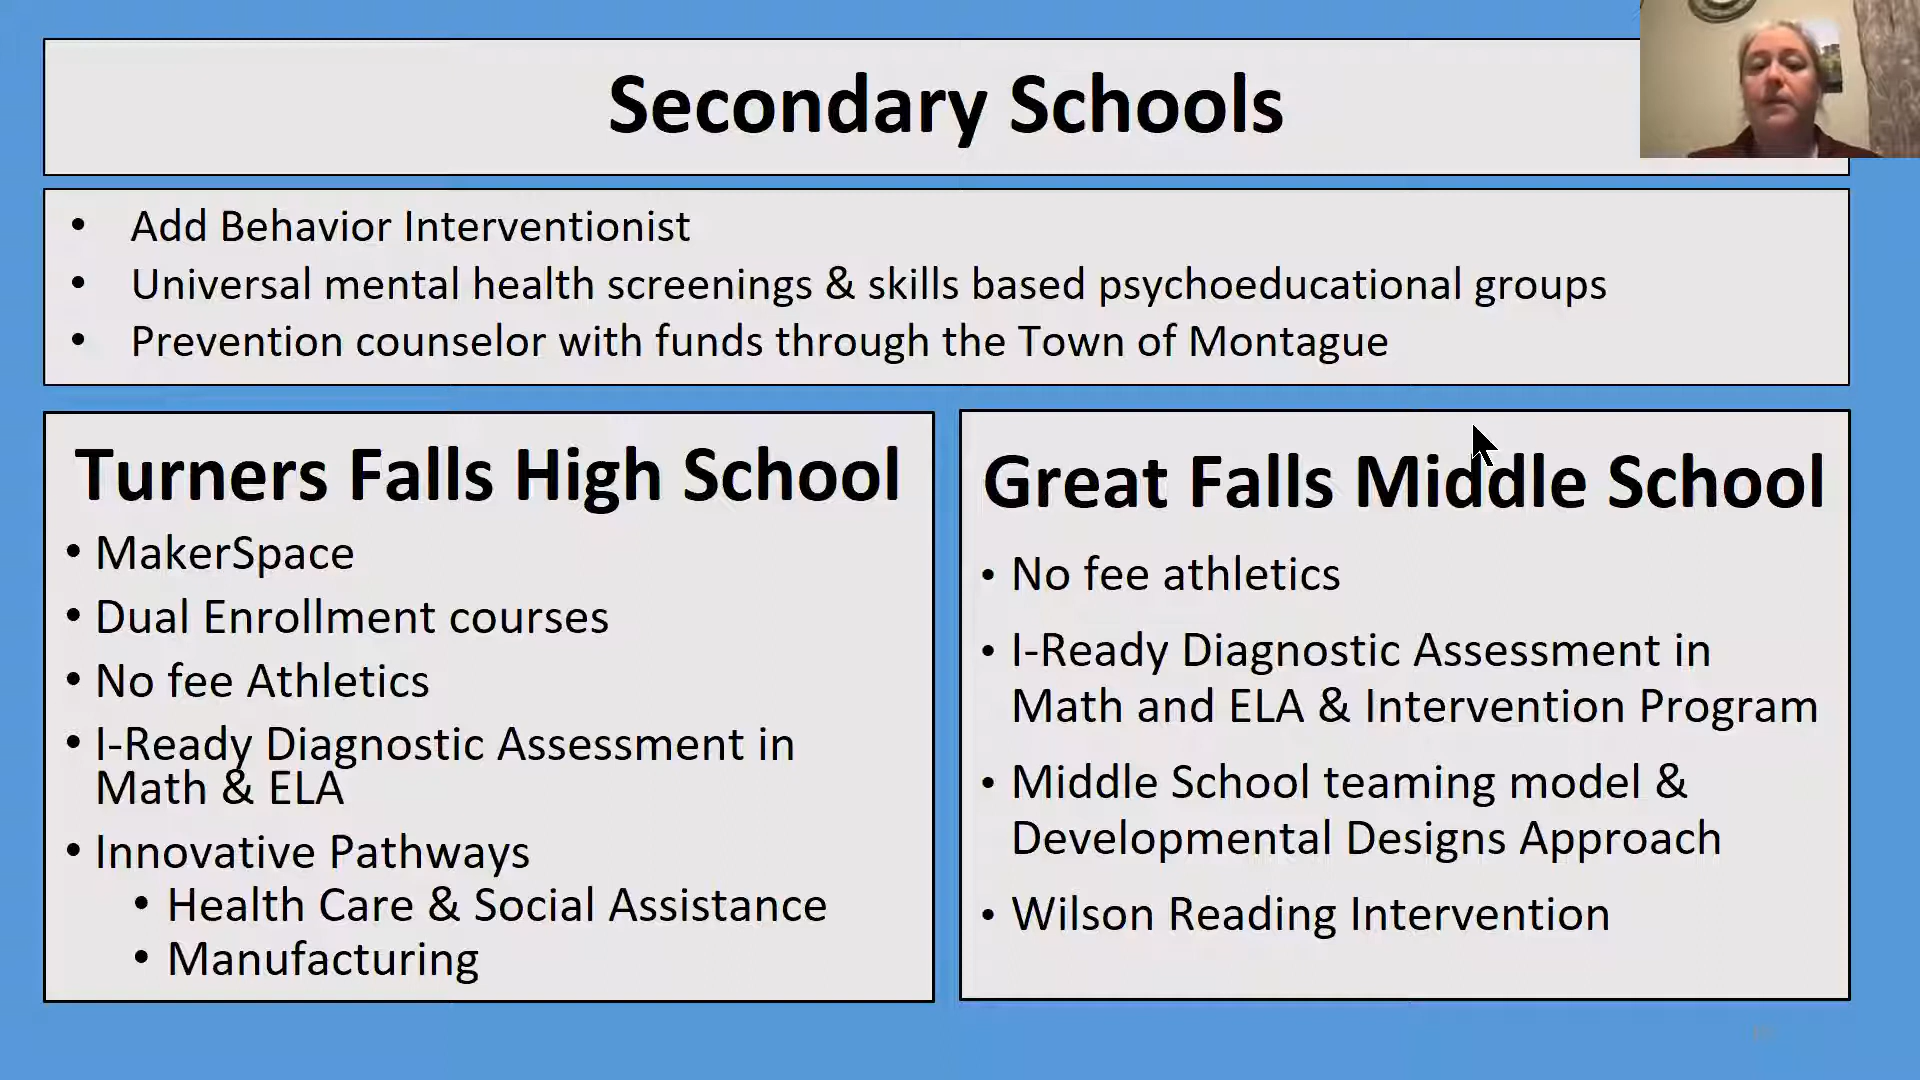 Secondary Schools
• Add Behavior Interventionist
• Universal mental health screenings & skills based psychoeducational groups
• Prevention counselor with funds through the Town of Montague
Turners Falls High School
• MakerSpace
• Dual Enrollment courses
• No fee Athletics
• I-Ready Diagnostic Assessment in
Math & ELA
• Innovative Pathways
• Health Care & Social Assistance
• Manufacturing
Great Falls Middle School
• No fee athletics
• I-Ready Diagnostic Assessment in
Math and ELA & Intervention Program
• Middle School teaming model &
Developmental Designs Approach
• Wilson Reading Intervention